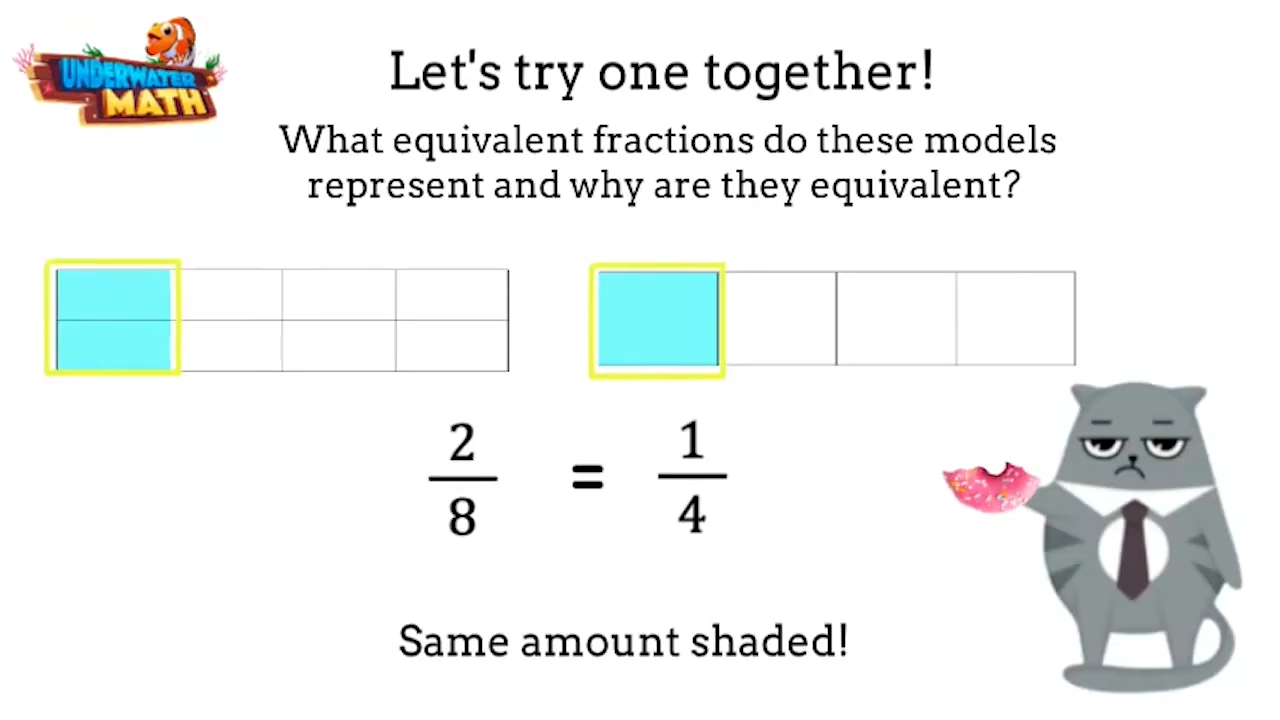 UNDERWATER
MATH
Let's try one together!
What equivalent fractions do these models
represent and why are they equivalent?
2/8 = 1/4
Same amount shaded!